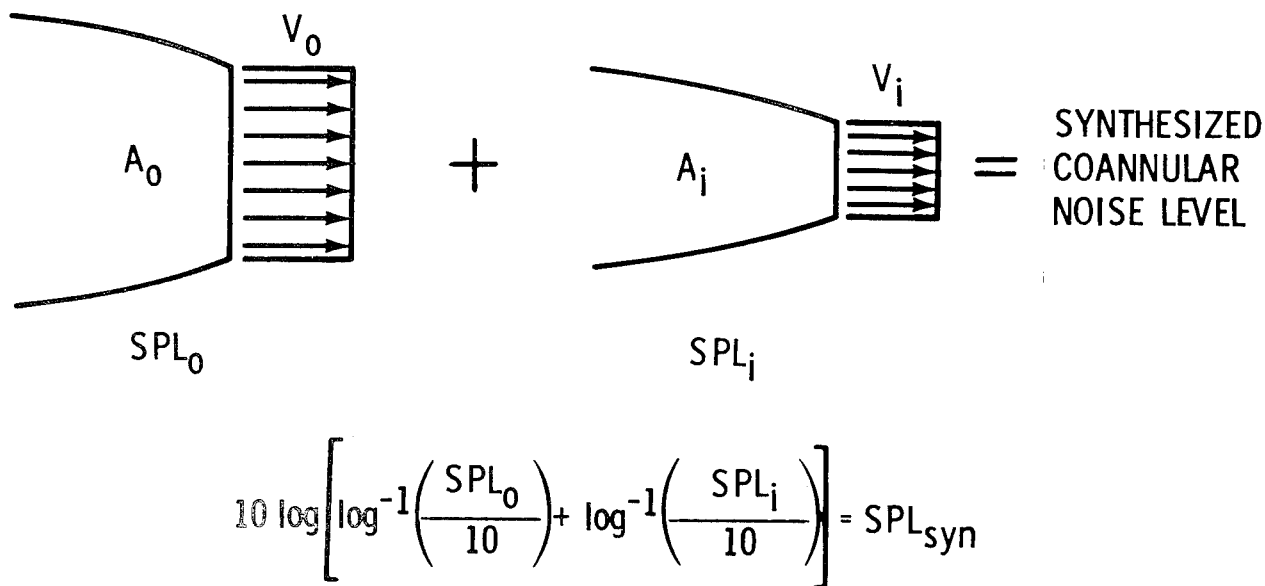 V₀
Vᵢ
A₀ + Aᵢ = SYNTHESIZED
COANNULAR
NOISE LEVEL
SPL₀
SPLᵢ
10 log[log⁻¹(SPL₀/10) + log⁻¹(SPLᵢ/10)] = SPLsyn